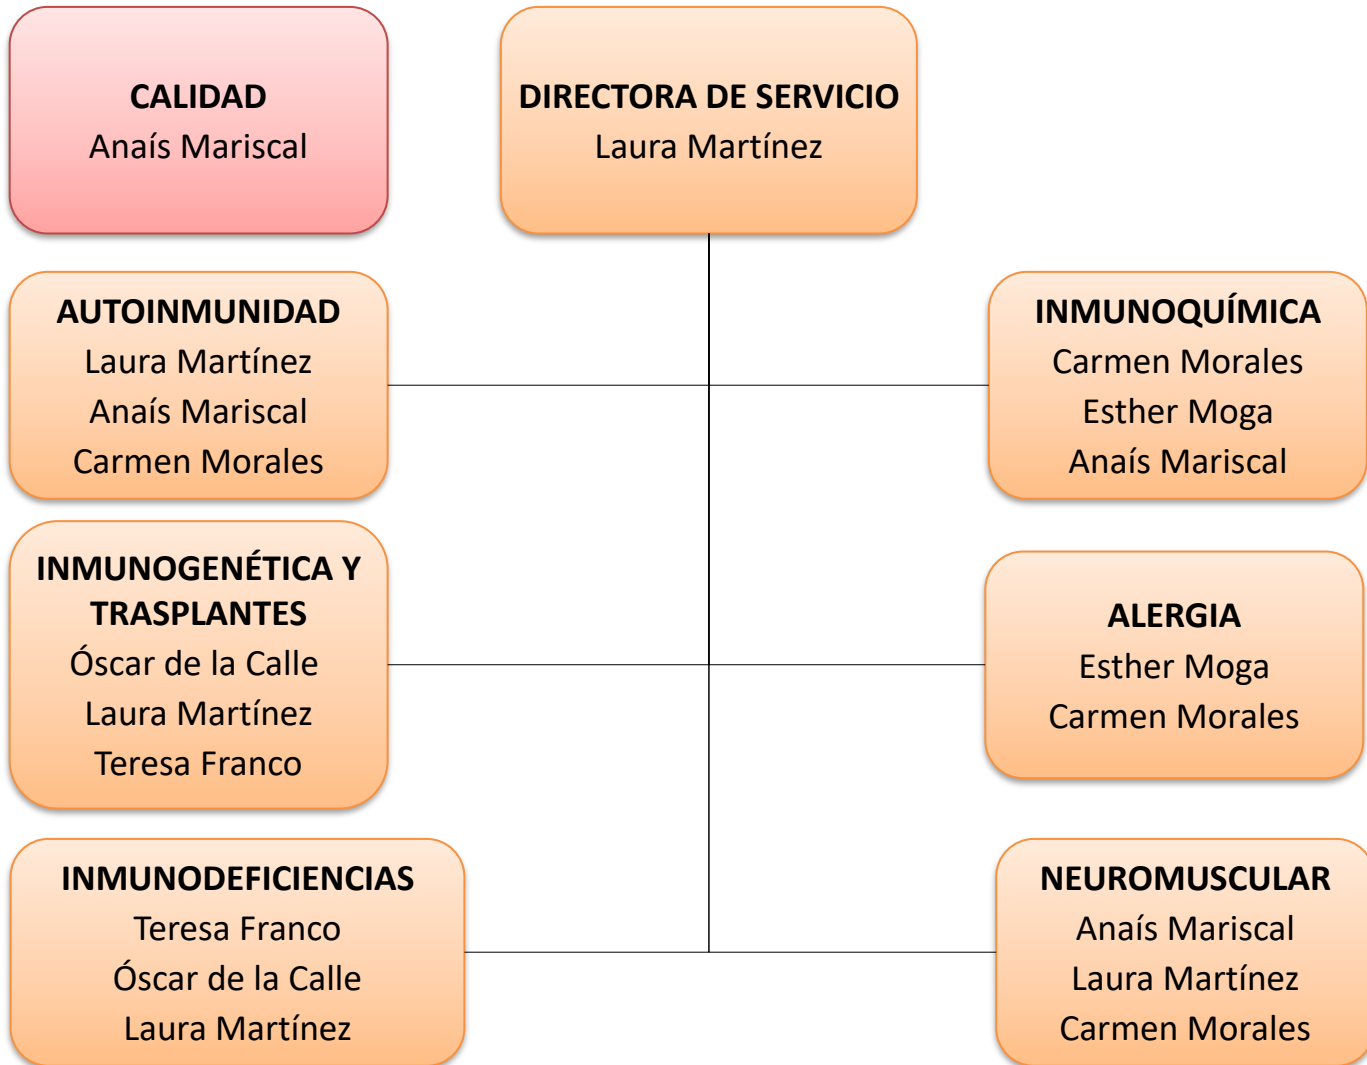 CALIDAD
Anaís Mariscal
DIRECTORA DE SERVICIO
Laura Martínez
AUTOINMUNIDAD
Laura Martínez
Anaís Mariscal
Carmen Morales
INMUNOQUÍMICA
Carmen Morales
Esther Moga
Anaís Mariscal
INMUNOGENÉTICA Y
TRASPLANTES
Óscar de la Calle
Laura Martínez
Teresa Franco
ALERGIA
Esther Moga
Carmen Morales
INMUNODEFICIENCIAS
Teresa Franco
Óscar de la Calle
Laura Martínez
NEUROMUSCULAR
Anaís Mariscal
Laura Martínez
Carmen Morales